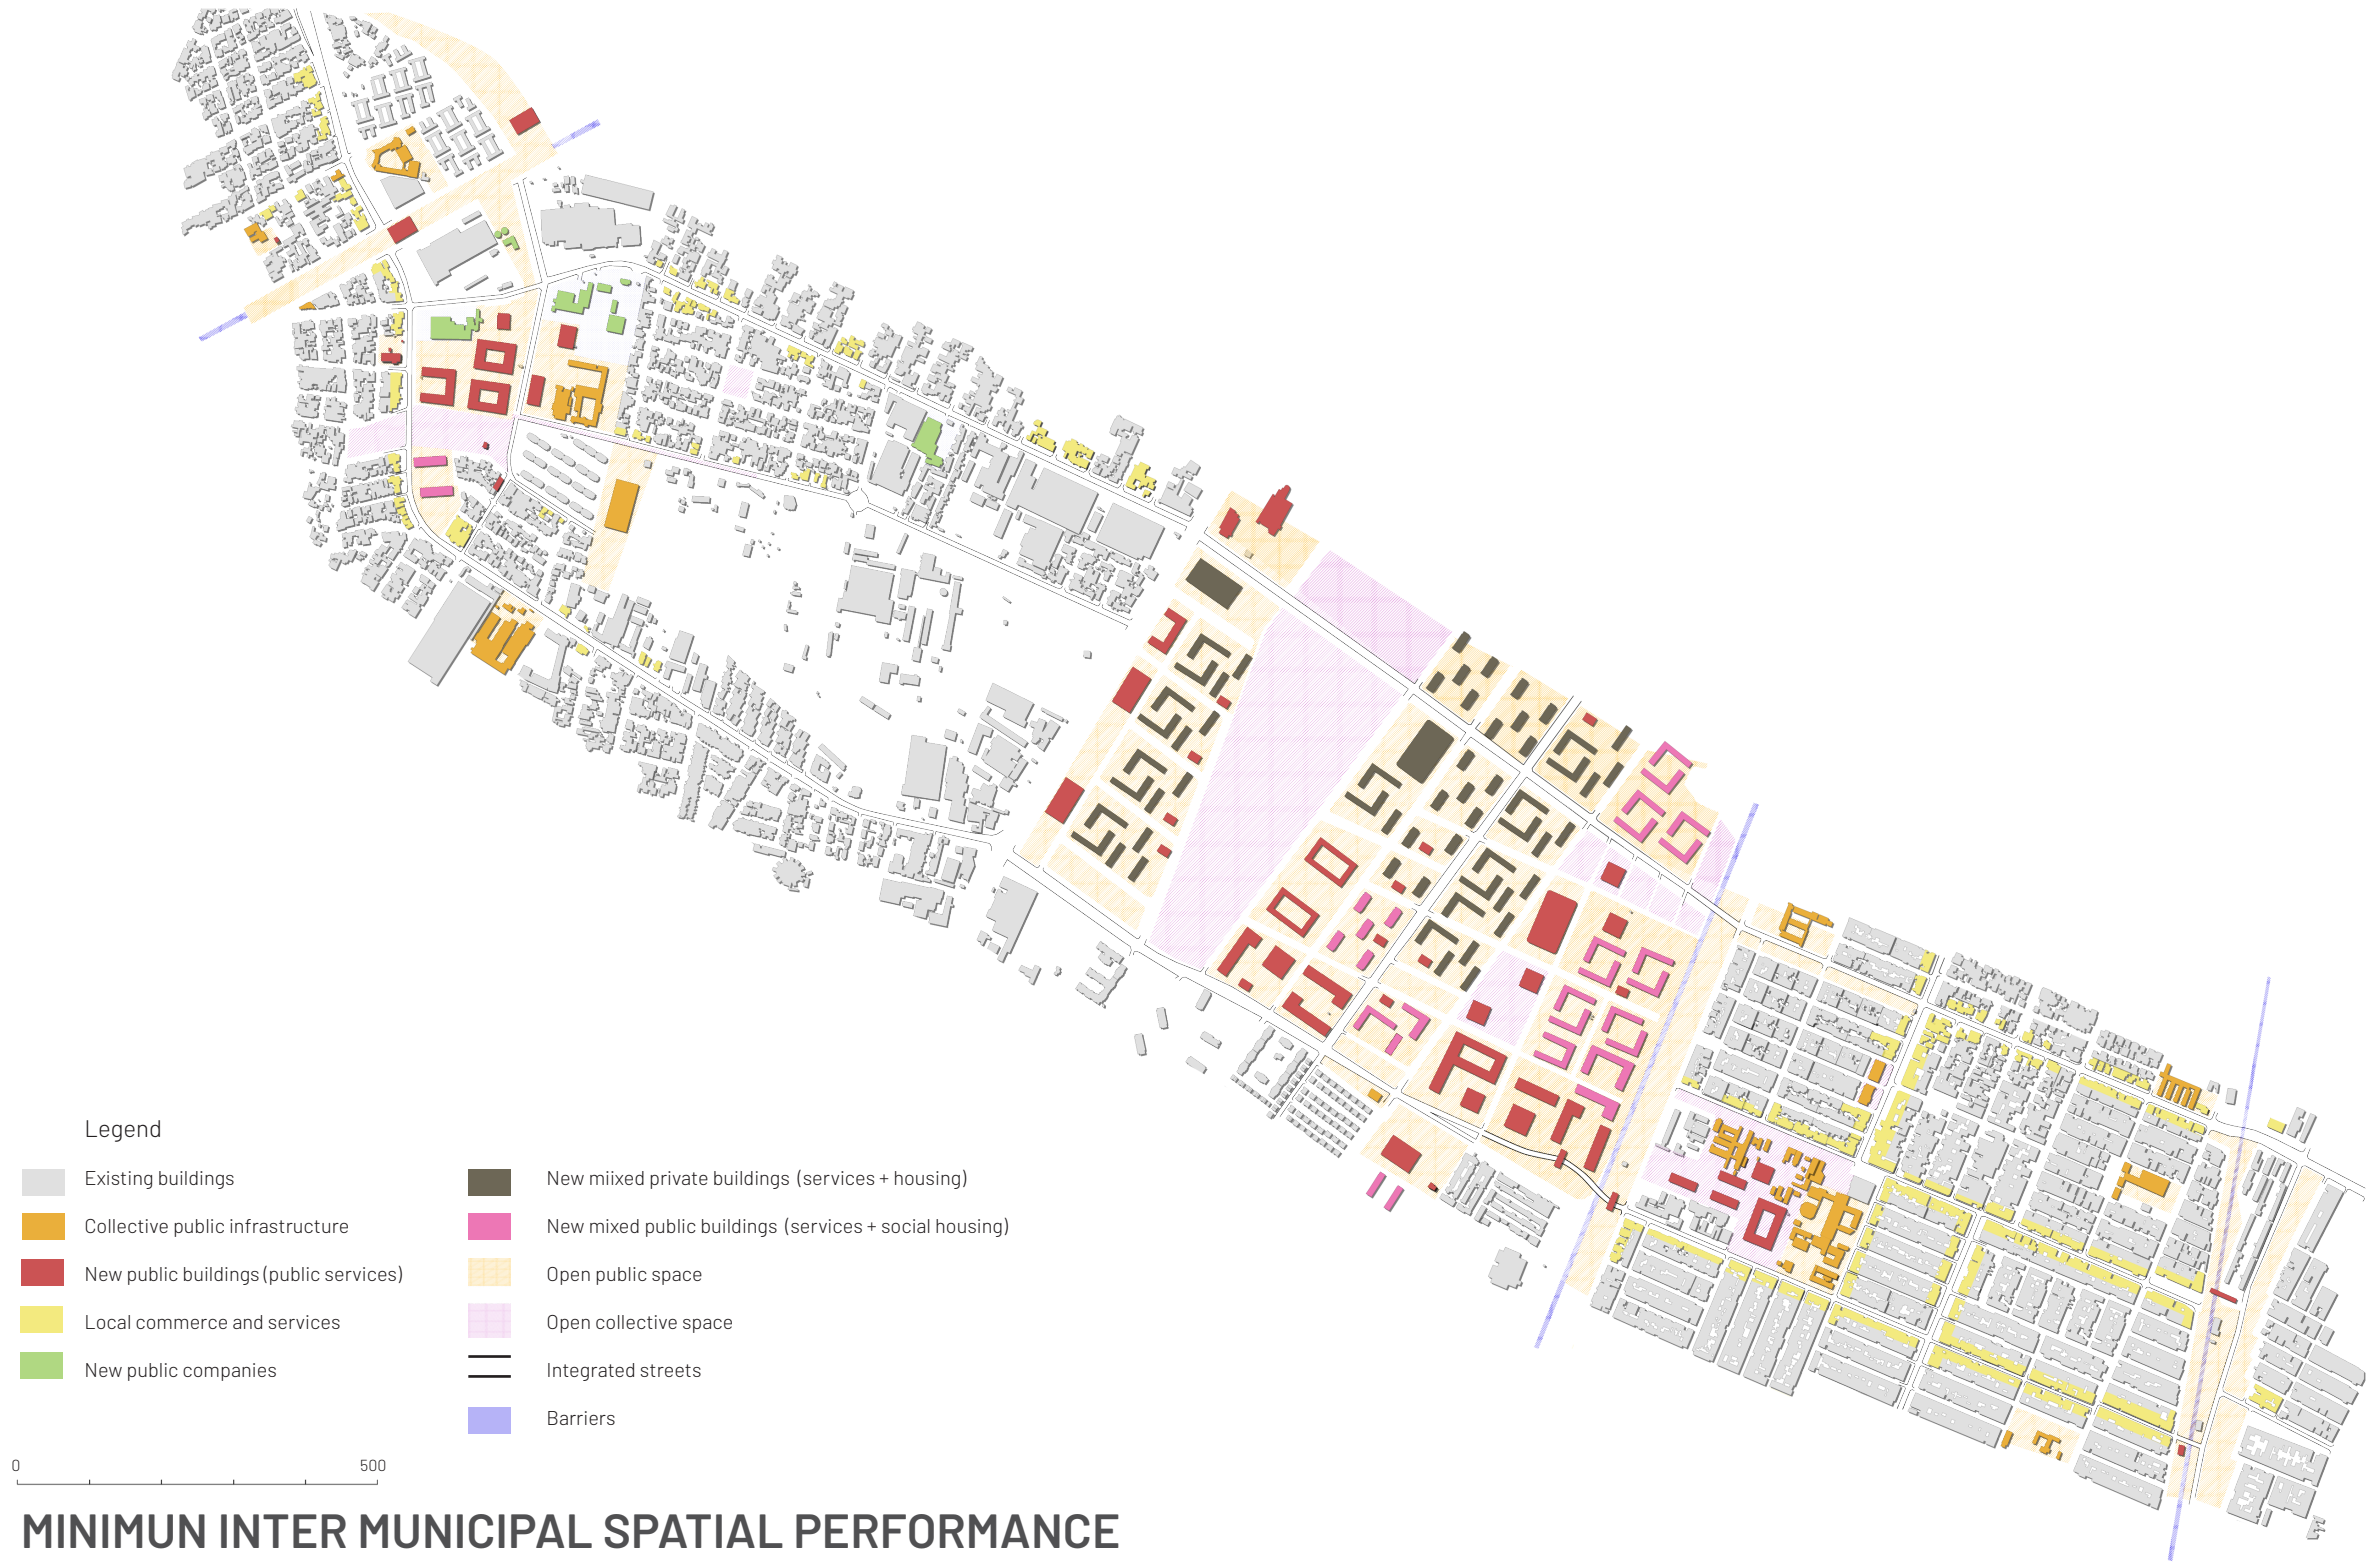 Legend
Existing buildings
Collective public infrastructure
New public buildings (public services)
Local commerce and services
New public companies
New miixed private buildings (services + housing)
New mixed public buildings (services + social housing)
Open public space
Open collective space
Integrated streets
Barriers
0 500
MINIMUN INTER MUNICIPAL SPATIAL PERFORMANCE